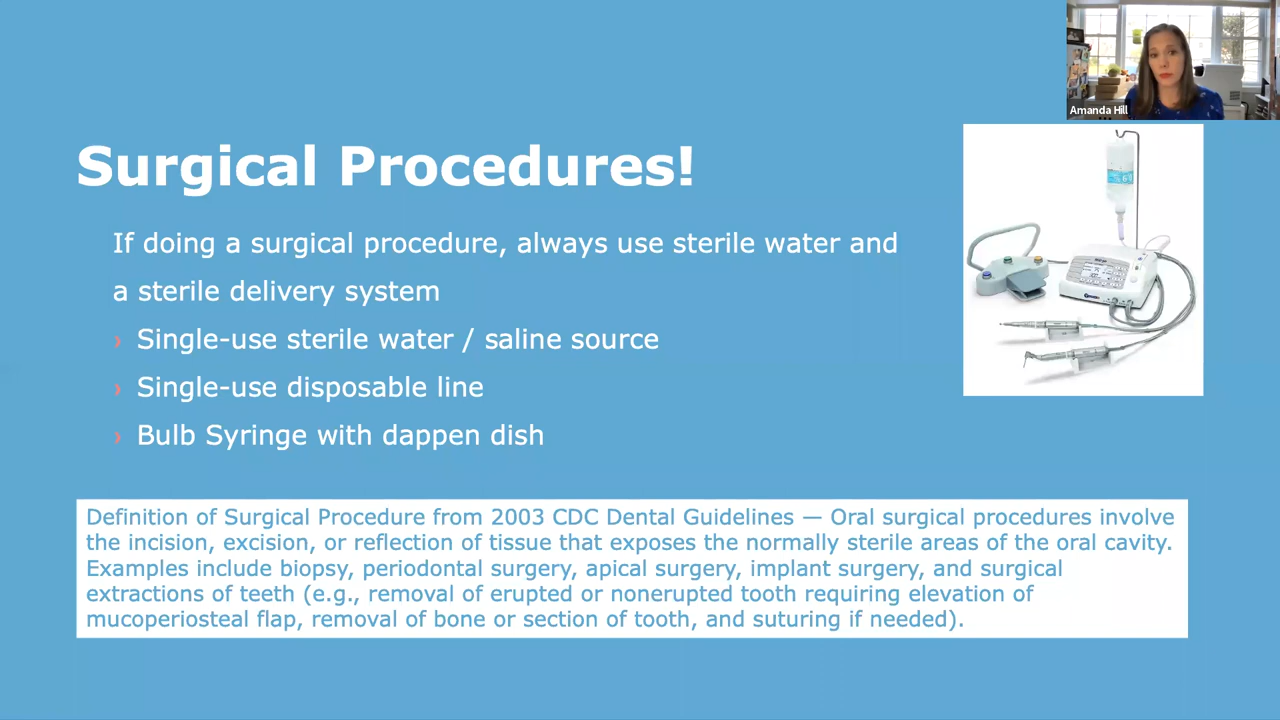 Amanda Hill
Surgical Procedures!
If doing a surgical procedure, always use sterile water and
a sterile delivery system
› Single-use sterile water / saline source
› Single-use disposable line
› Bulb Syringe with dappen dish
Definition of Surgical Procedure from 2003 CDC Dental Guidelines — Oral surgical procedures involve
the incision, excision, or reflection of tissue that exposes the normally sterile areas of the oral cavity.
Examples include biopsy, periodontal surgery, apical surgery, implant surgery, and surgical
extractions of teeth (e.g., removal of erupted or nonerupted tooth requiring elevation of
mucoperiosteal flap, removal of bone or section of tooth, and suturing if needed).